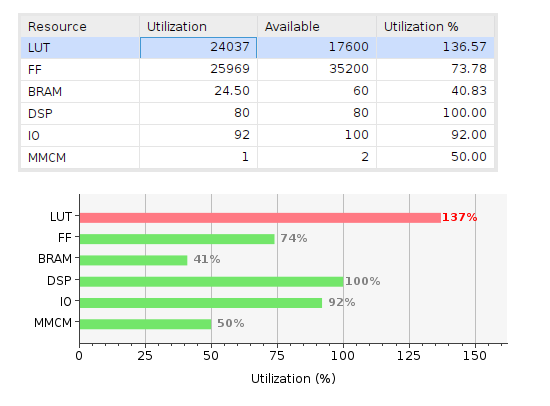 Resource Utilization Available Utilization %
LUT 24037 17600 136.57
FF 25969 35200 73.78
BRAM 24.50 60 40.83
DSP 80 80 100.00
IO 92 100 92.00
MMCM 1 2 50.00
LUT 137%
FF 74%
BRAM 41%
DSP 100%
IO 92%
MMCM 50%
0 25 50 75 100 125 150
Utilization (%)